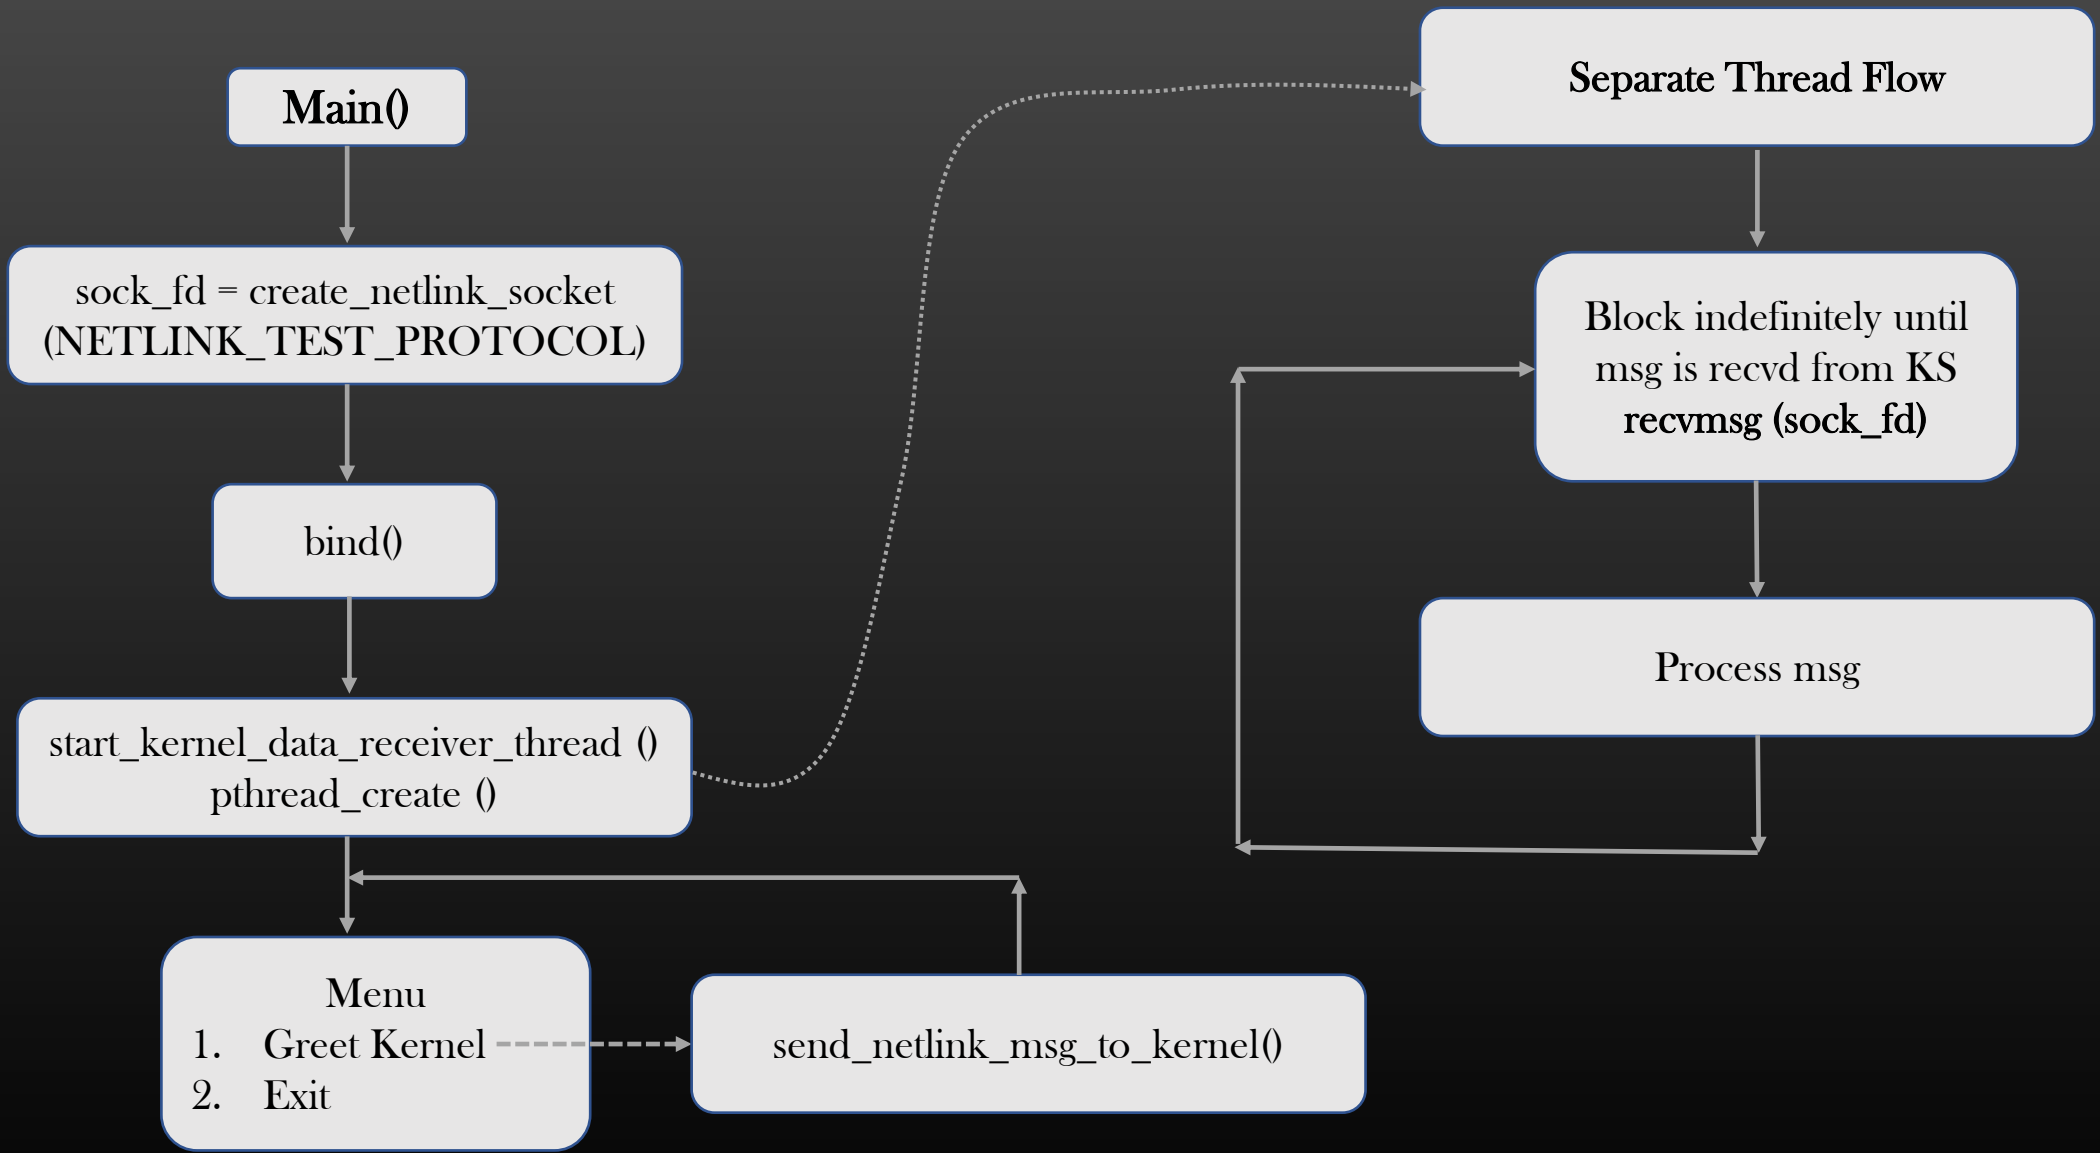 Main()
sock_fd = create_netlink_socket
(NETLINK_TEST_PROTOCOL)
bind()
start_kernel_data_receiver_thread ()
pthread_create ()
Menu
1. Greet Kernel
2. Exit
send_netlink_msg_to_kernel()
Separate Thread Flow
Block indefinitely until
msg is recvd from KS
recvmsg (sock_fd)
Process msg